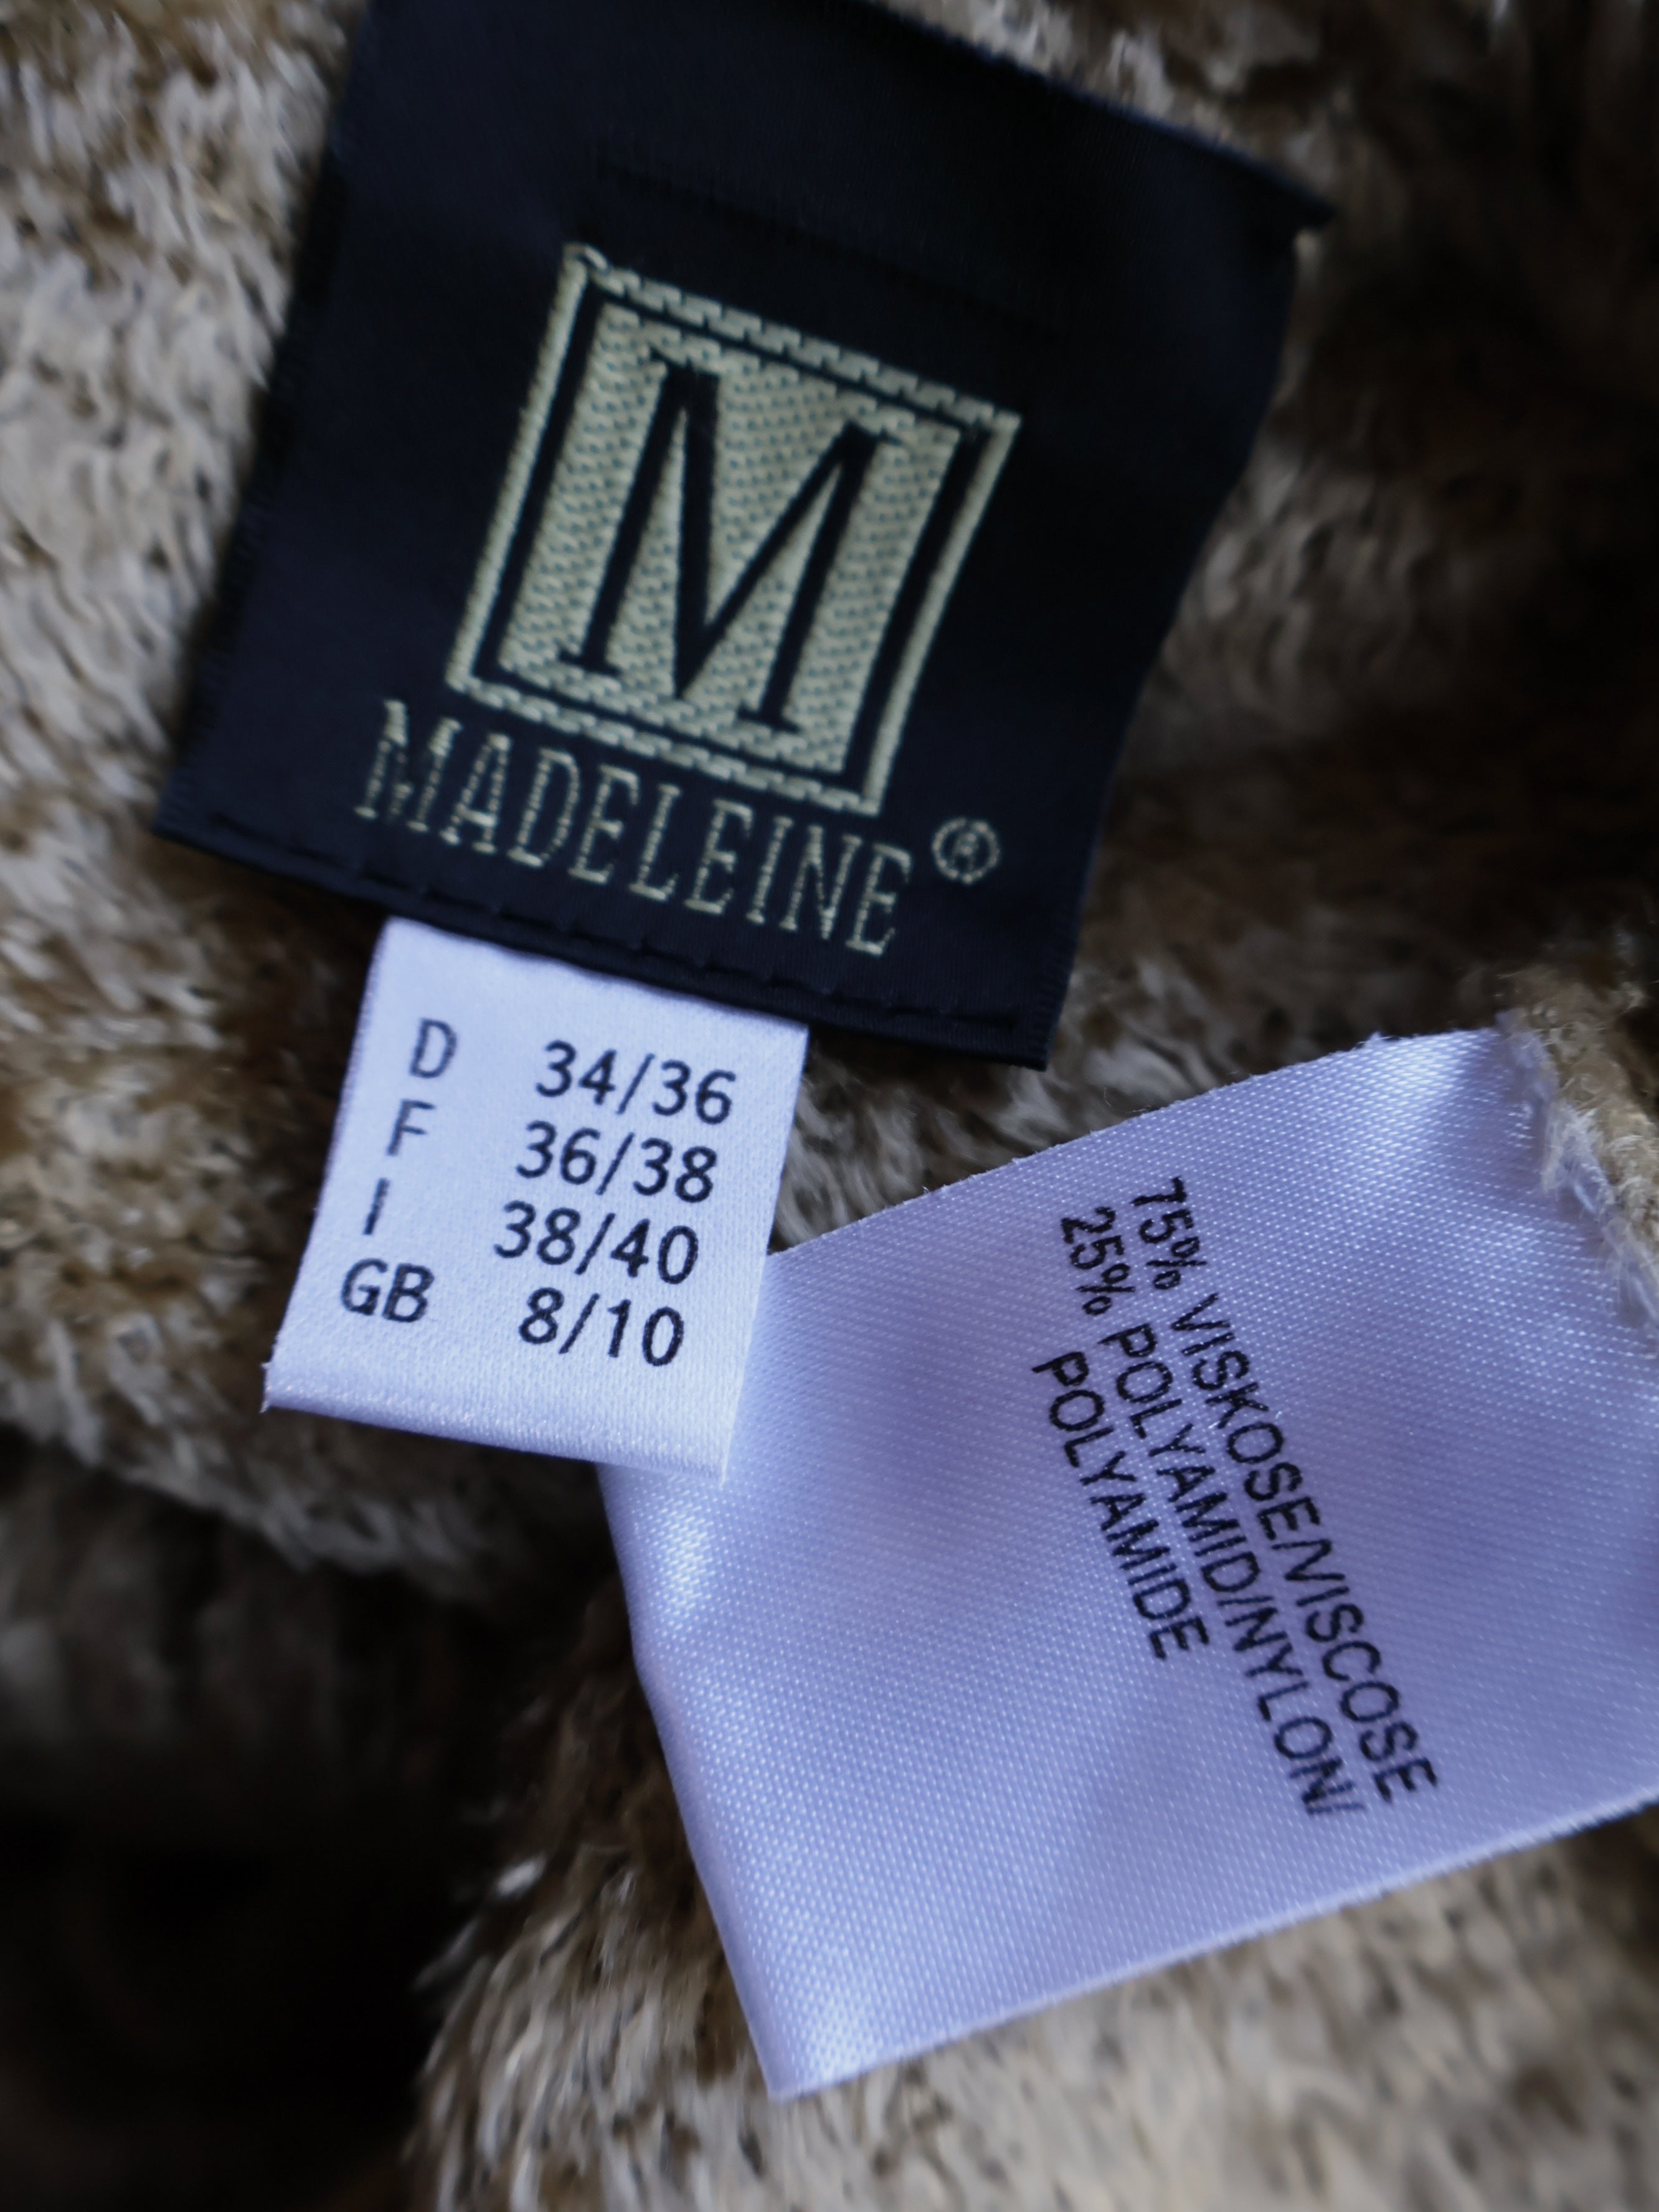 M
MADELEINE ®
D 34/36
F 36/38
I 38/40
GB 8/10
75% VISKOSE/VISCOSE
25% POLYAMID/NYLON/
POLYAMIDE